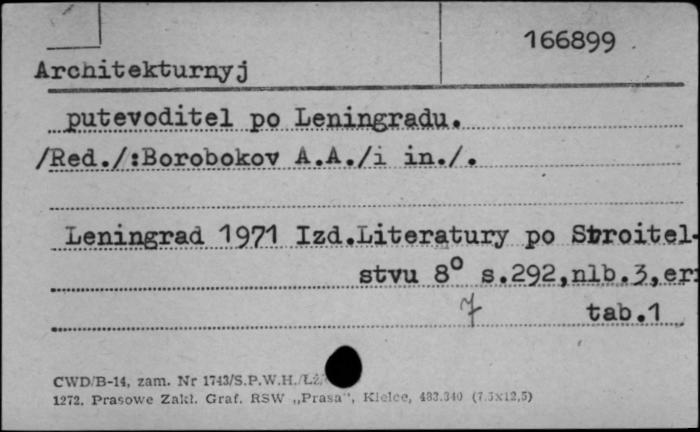 166899
Architekturnyj
putevoditel po Leningradu.
/Red./:Borobokov A.A./i in./.
Leningrad 1971 Izd.Literatury po Stroitel-
stvu 8° s.292,nlb.3,er
7 tab.1
CWD/B-14, zam. Nr 1743/S.P.W.H./Łż/
1272. Prasowe Zakł. Graf. RSW „Prasa”, Kielce, 483.340 (7,5x12,5)